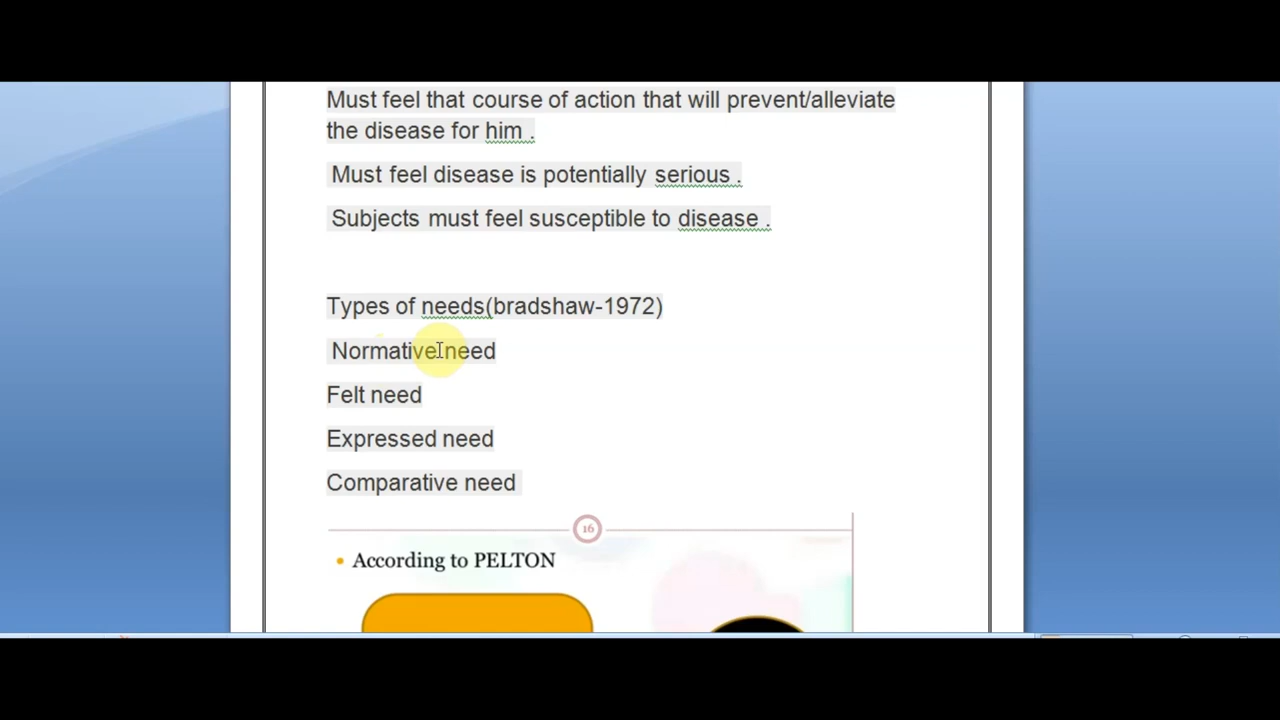 Must feel that course of action that will prevent/alleviate
the disease for him .
Must feel disease is potentially serious .
Subjects must feel susceptible to disease .
Types of needs(bradshaw-1972)
Normative need
Felt need
Expressed need
Comparative need
16
• According to PELTON